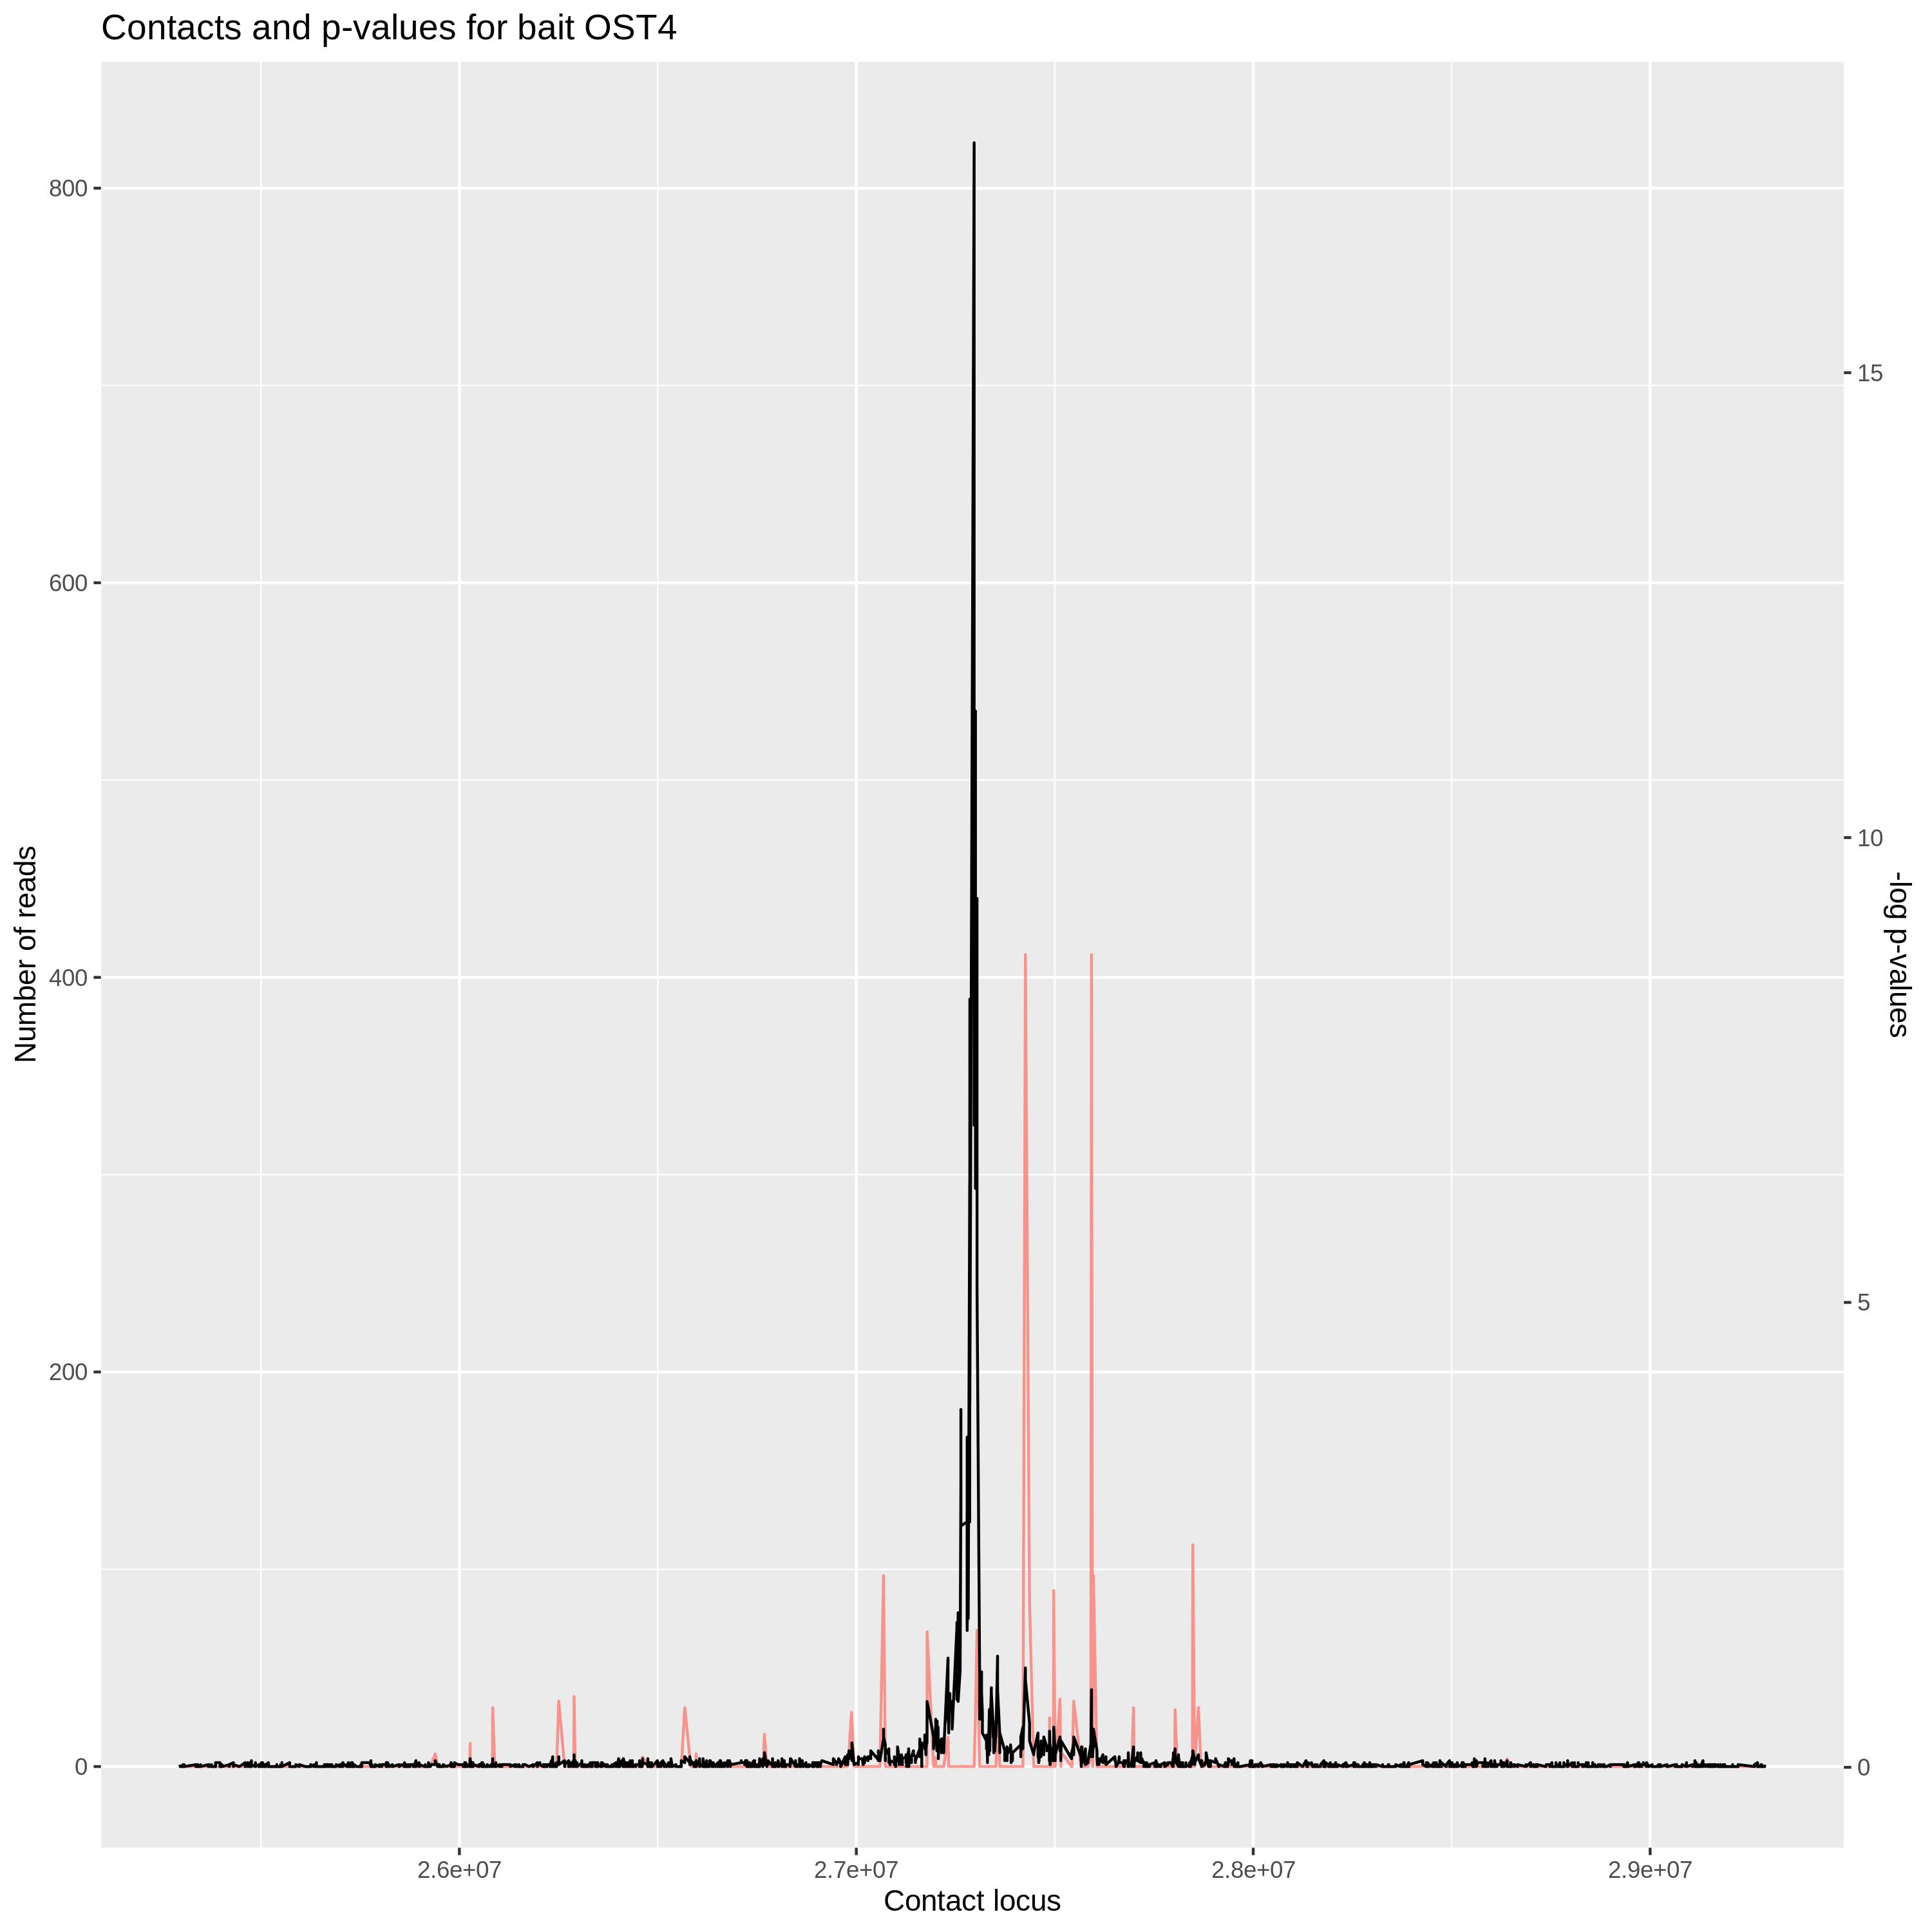 Contacts and p-values for bait OST4
800
600
400
200
0
Number of reads
15
10
5
0
-log p-values
2.6e+07
2.7e+07
2.8e+07
2.9e+07
Contact locus